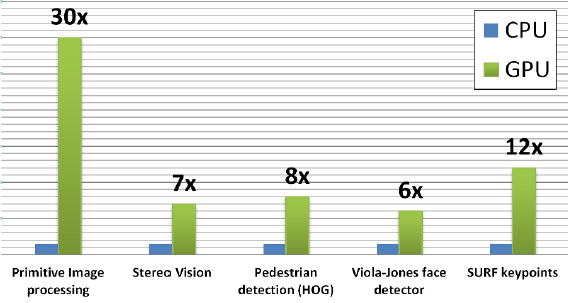 30x
CPU
GPU
7x
8x
6x
12x
Primitive Image
processing
Stereo Vision
Pedestrian
detection (HOG)
Viola-Jones face
detector
SURF keypoints